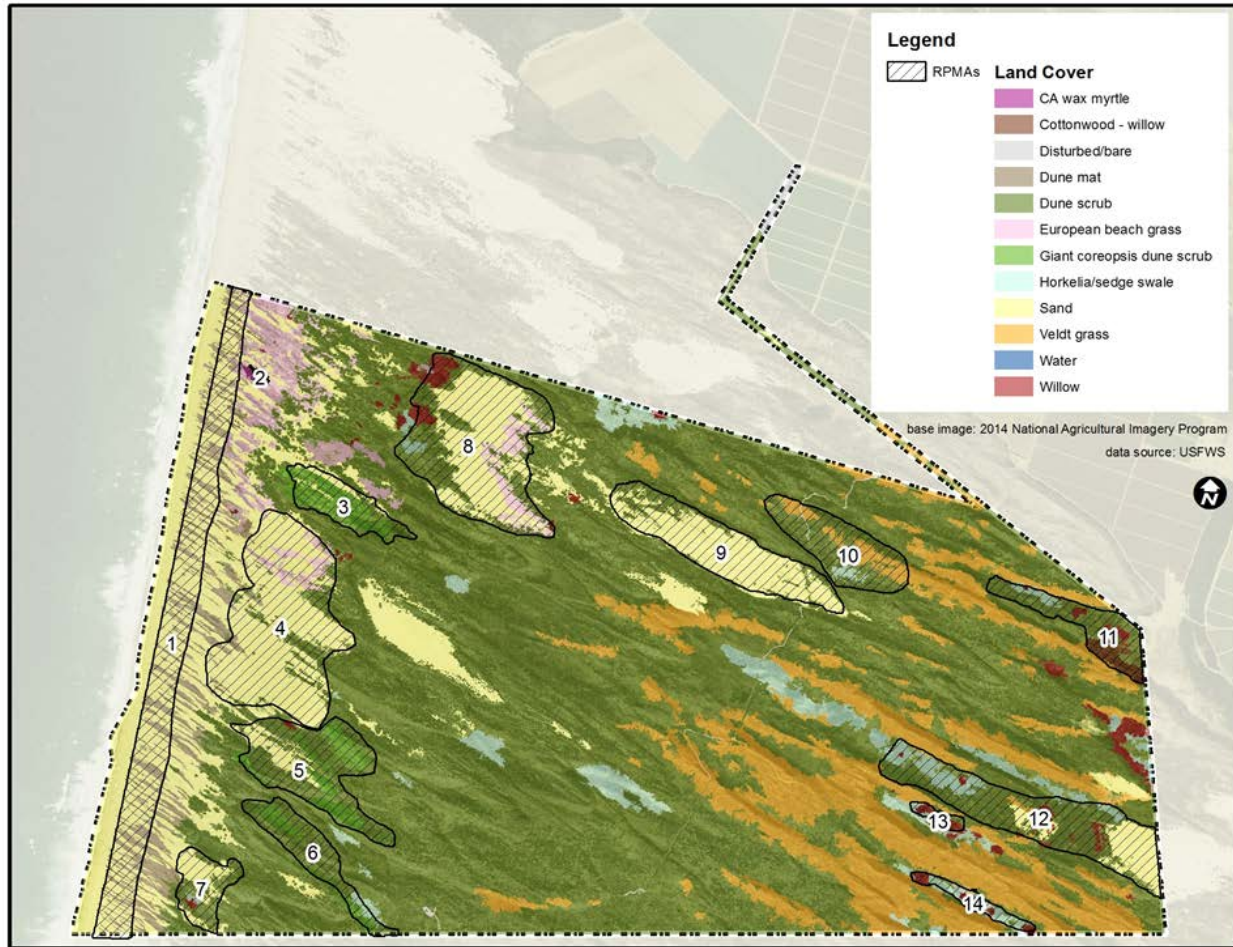 Legend
RPMAs
Land Cover
CA wax myrtle
Cottonwood - willow
Disturbed/bare
Dune mat
Dune scrub
European beach grass
Giant coreopsis dune scrub
Horkelia/sedge swale
Sand
Veldt grass
Water
Willow
base image: 2014 National Agricultural Imagery Program
data source: USFWS
N
2
8
3
9
10
4
11
1
5
12
13
6
7
14